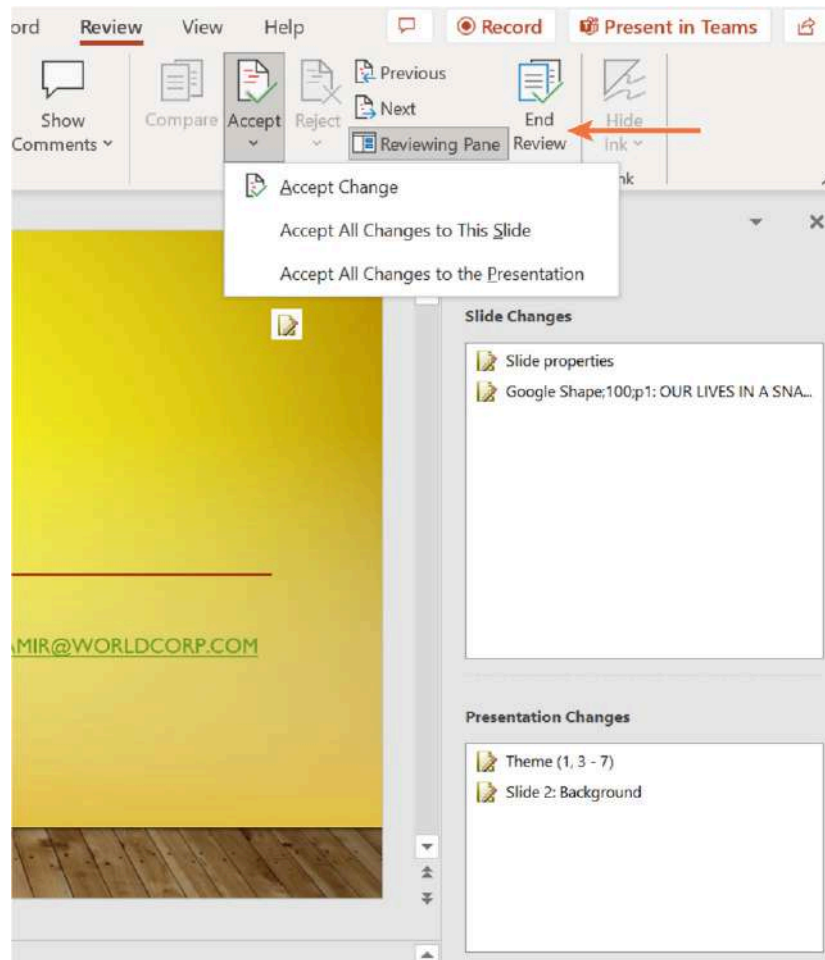 ord Review View Help Record Present in Teams
Show Comments
Compare
Accept
Reject
Previous
Next
Reviewing Pane
End Review
Hide Ink
nk
Accept Change
Accept All Changes to This Slide
Accept All Changes to the Presentation
Slide Changes
Slide properties
Google Shape;100;p1: OUR LIVES IN A SNA...
MIR@WORLDCORP.COM
Presentation Changes
Theme (1, 3 - 7)
Slide 2: Background